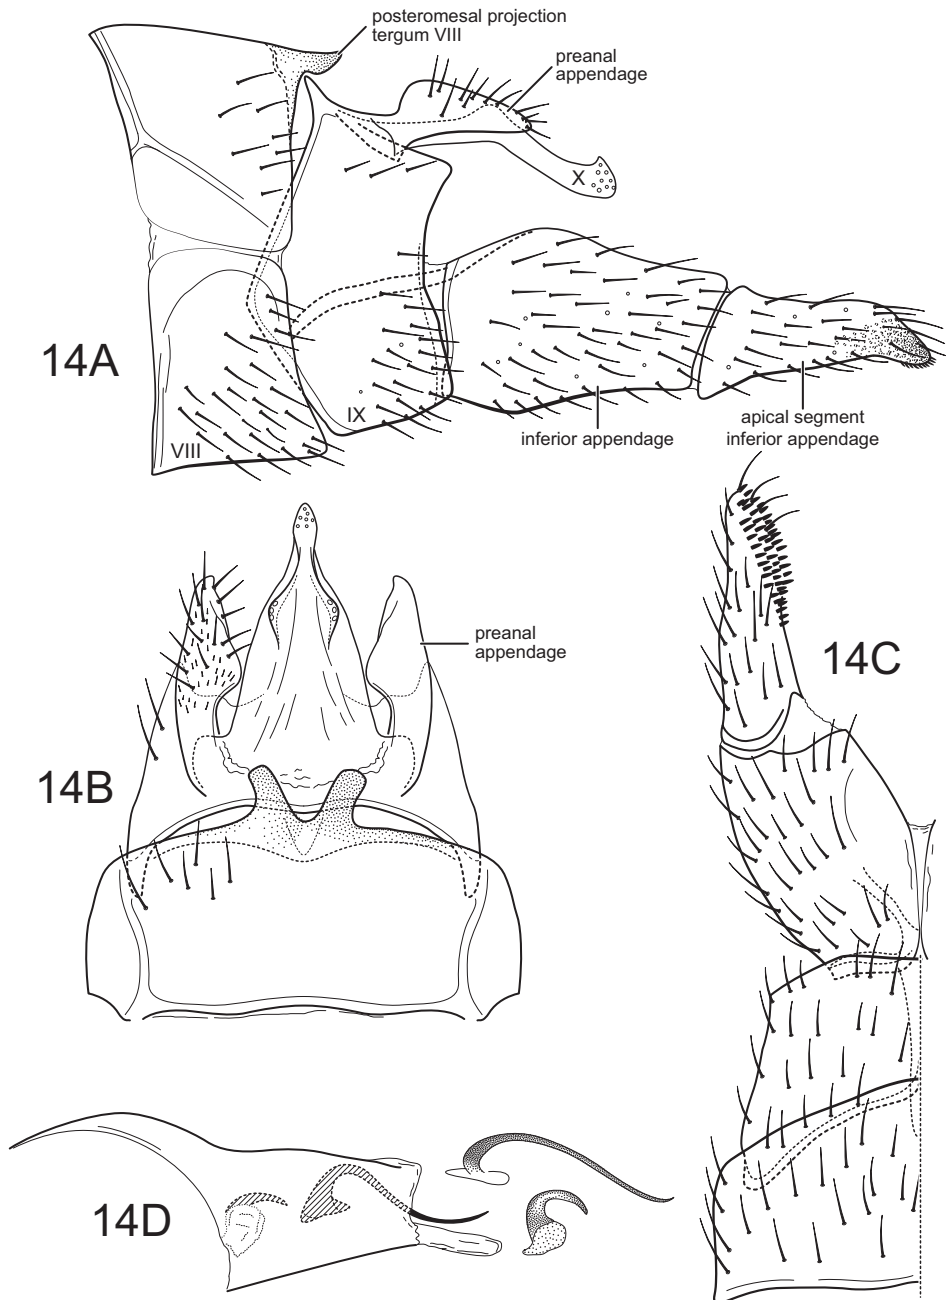 posteromesal projection
tergum VIII
preanal
appendage
X
14A
IX
VIII
inferior appendage
apical segment
inferior appendage
14C
preanal
appendage
14B
14D